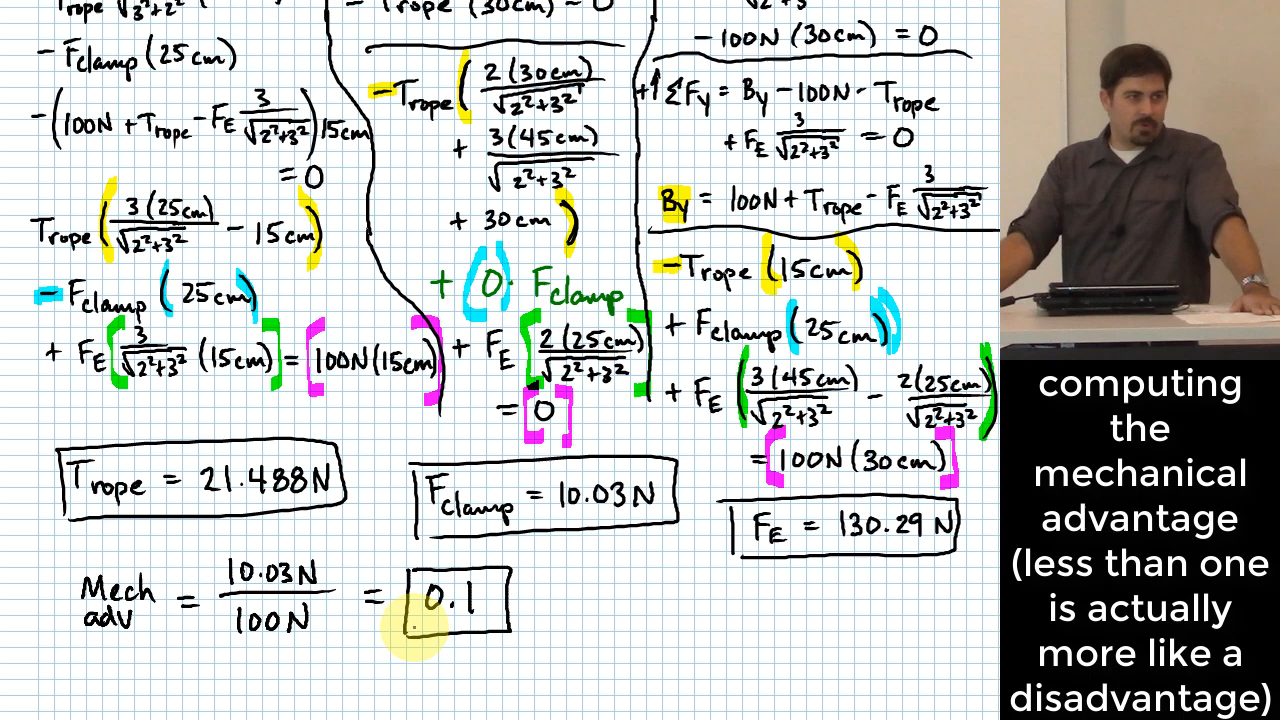 Trope √3²+2²
- Fclamp (25cm)
- (100N + Trope - FE 3/√2²+3²) 15cm
= 0
Trope (3(25cm)/√2²+3² - 15cm)
- Fclamp (25cm)
+ FE [3/√2²+3² (15cm)] = [100N(15cm)]
Trope = 21.488N
Mech adv = 10.03N/100N = 0.1
- Trope (30cm) = 0
- Trope (2(30cm)/√2²+3²
+ 3(45cm)/√2²+3²
+ 30cm)
+ (0) · Fclamp
+ FE [2(25cm)/√2²+3²]
= [0]
Fclamp = 10.03N
√2²+3²
- 100N (30cm) = 0
+↑ ΣFy = By - 100N - Trope
+ FE 3/√2²+3² = 0
By = 100N + Trope - FE 3/√2²+3²
- Trope (15cm)
+ Fclamp (25cm)
+ FE (3(45cm)/√2²+3² - 2(25cm)/√2²+3²)
= [100N(30cm)]
FE = 130.29 N
computing
the
mechanical
advantage
(less than one
is actually
more like a
disadvantage)